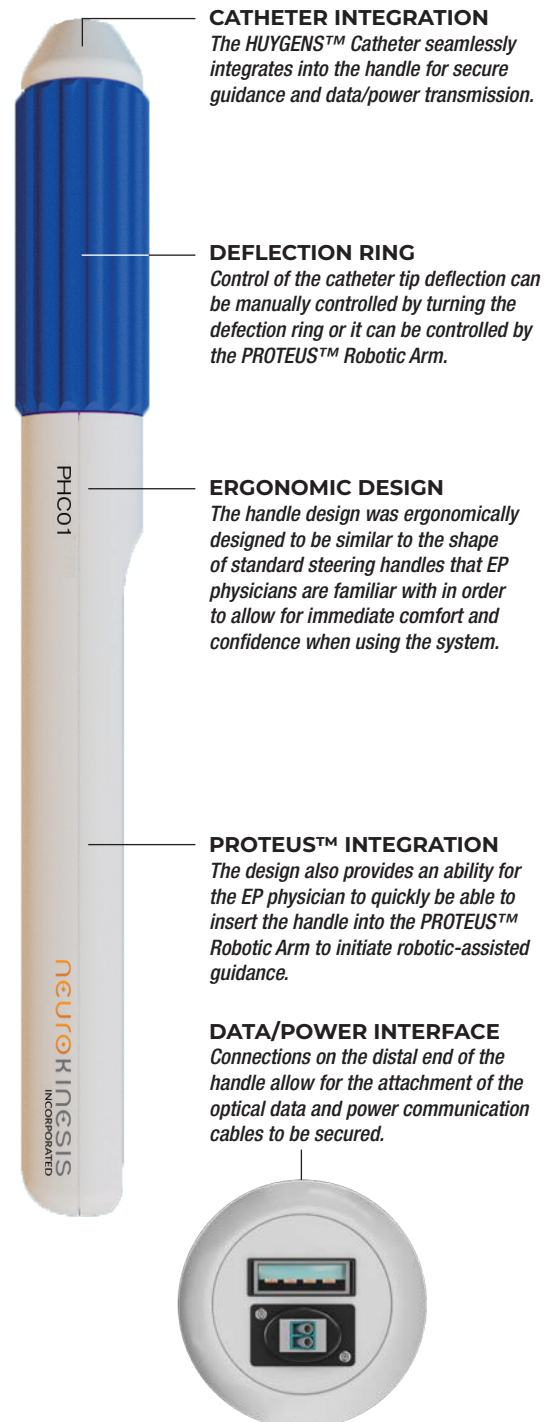 CATHETER INTEGRATION
The HUYGENS™ Catheter seamlessly
integrates into the handle for secure
guidance and data/power transmission.
DEFLECTION RING
Control of the catheter tip deflection can
be manually controlled by turning the
defection ring or it can be controlled by
the PROTEUS™ Robotic Arm.
PHC01
ERGONOMIC DESIGN
The handle design was ergonomically
designed to be similar to the shape
of standard steering handles that EP
physicians are familiar with in order
to allow for immediate comfort and
confidence when using the system.
PROTEUS™ INTEGRATION
The design also provides an ability for
the EP physician to quickly be able to
insert the handle into the PROTEUS™
Robotic Arm to initiate robotic-assisted
guidance.
neurokinesis
INCORPORATED
DATA/POWER INTERFACE
Connections on the distal end of the
handle allow for the attachment of the
optical data and power communication
cables to be secured.